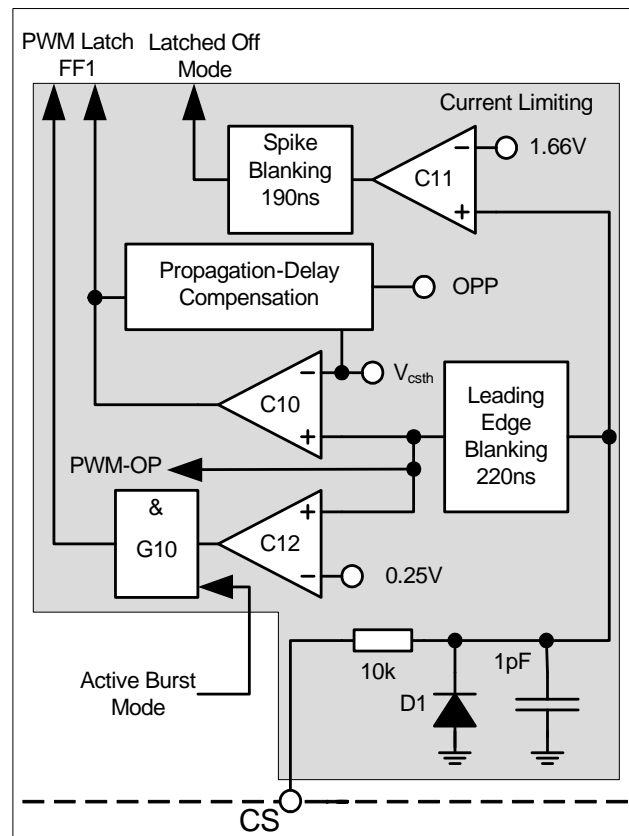 PWM Latch
FF1
Latched Off
Mode
Current Limiting
Spike
Blanking
190ns
C11
1.66V
Propagation-Delay
Compensation
OPP
C10
Vcsth
Leading
Edge
Blanking
220ns
PWM-OP
&
G10
C12
0.25V
Active Burst
Mode
10k
1pF
D1
CS